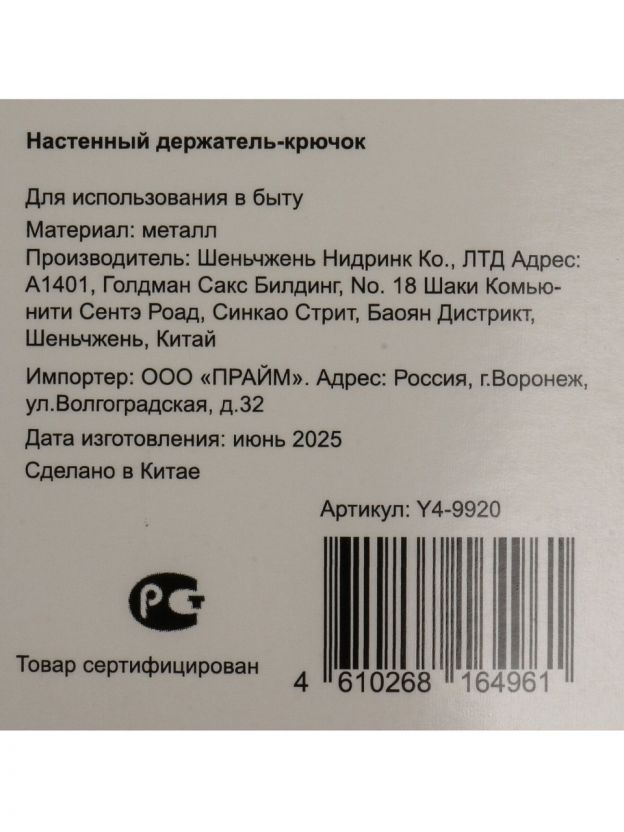 Настенный держатель-крючок
Для использования в быту
Материал: металл
Производитель: Шеньчжень Нидринк Ко., ЛТД Адрес:
А1401, Голдман Сакс Билдинг, No. 18 Шаки Комью-
нити Сентэ Роад, Синкао Стрит, Баоян Дистрикт,
Шеньчжень, Китай
Импортер: ООО «ПРАЙМ». Адрес: Россия, г.Воронеж,
ул.Волгоградская, д.32
Дата изготовления: июнь 2025
Сделано в Китае
Артикул: Y4-9920
РСТ
Товар сертифицирован
4 610268 164961